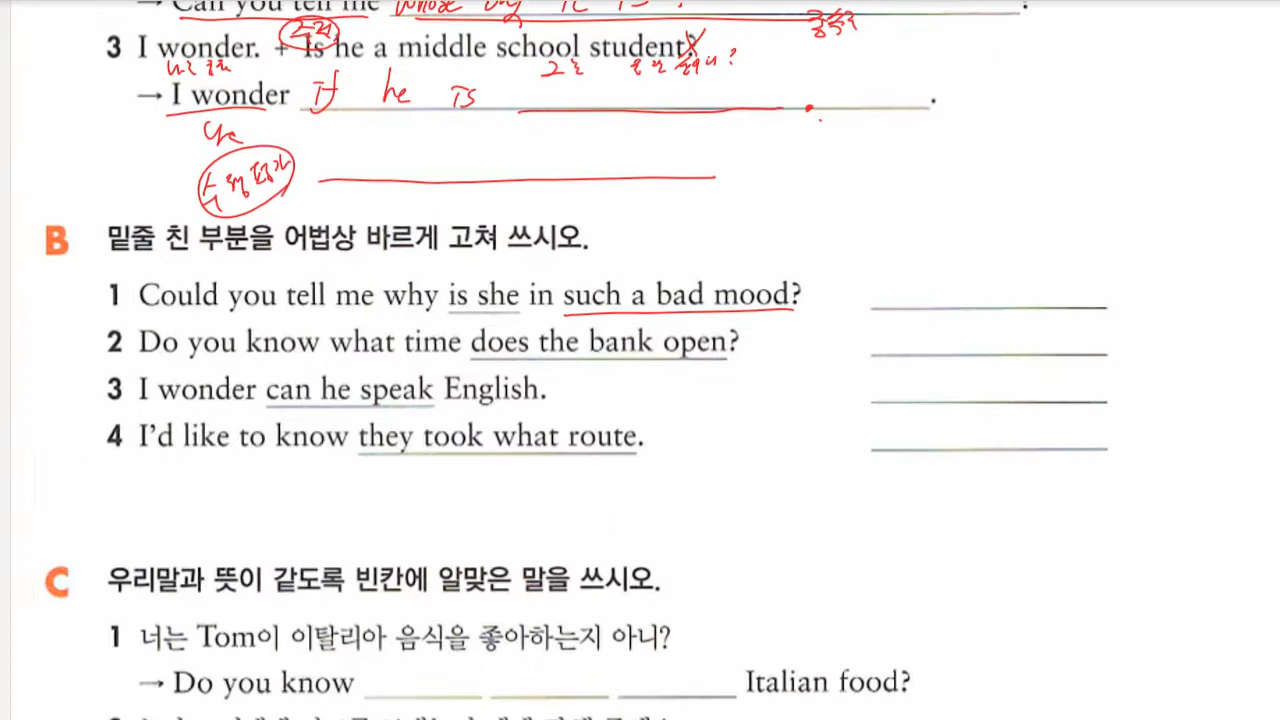 → Can you tell me whose it is ?
3 I wonder. + Is he a middle school student?
→ I wonder if he is .
수행평가
B 밑줄 친 부분을 어법상 바르게 고쳐 쓰시오.
1 Could you tell me why is she in such a bad mood?
2 Do you know what time does the bank open?
3 I wonder can he speak English.
4 I'd like to know they took what route.
C 우리말과 뜻이 같도록 빈칸에 알맞은 말을 쓰시오.
1 너는 Tom이 이탈리아 음식을 좋아하는지 아니?
→ Do you know Italian food?